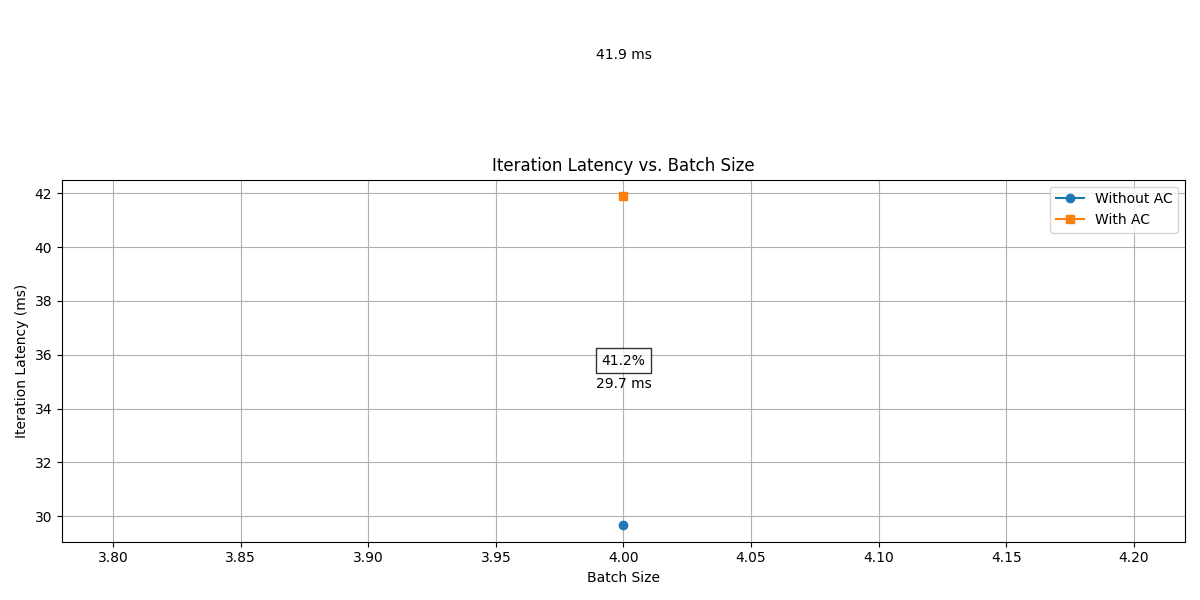 41.9 ms
Iteration Latency vs. Batch Size
Without AC
With AC
42
40
38
36
34
32
30
Iteration Latency (ms)
41.2%
29.7 ms
3.80
3.85
3.90
3.95
4.00
4.05
4.10
4.15
4.20
Batch Size